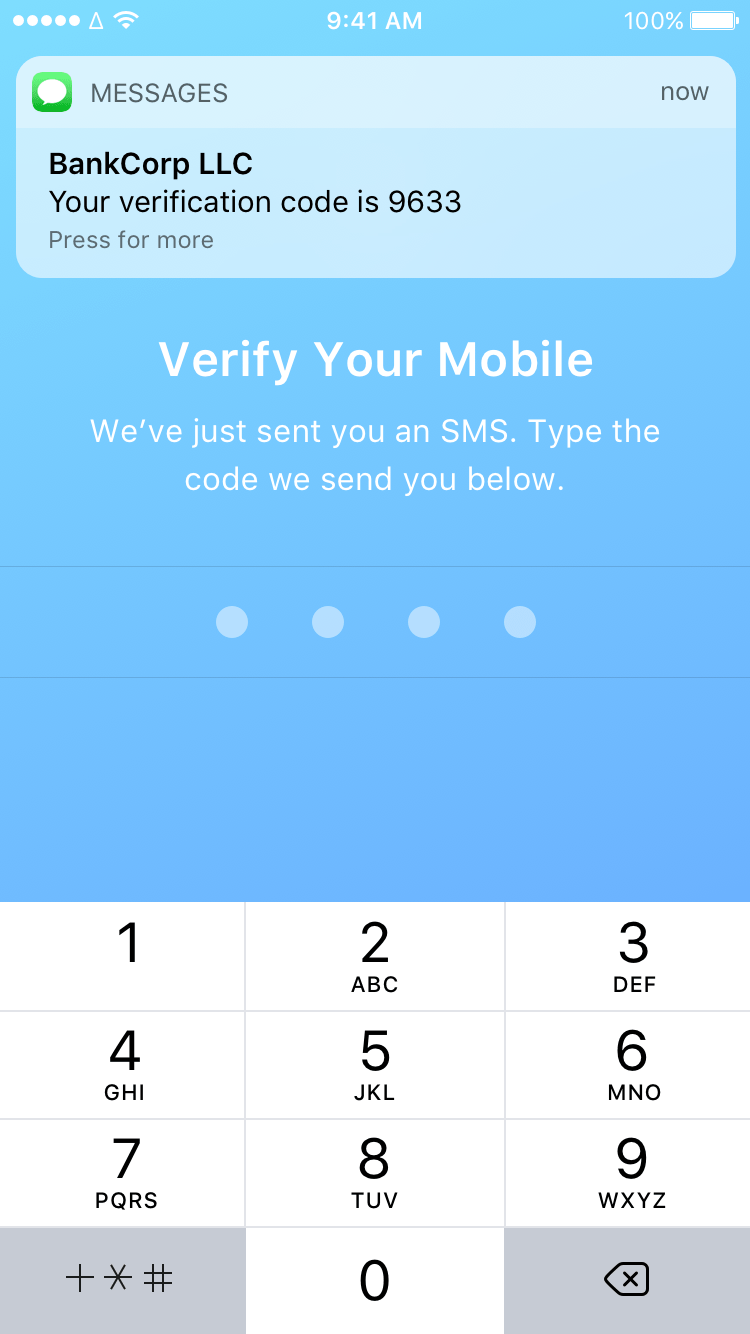 9:41 AM
100%
MESSAGES
now
BankCorp LLC
Your verification code is 9633
Press for more
Verify Your Mobile
We’ve just sent you an SMS. Type the
code we send you below.
1
2
3
ABC
DEF
4
5
6
GHI
JKL
MNO
7
8
9
PQRS
TUV
WXYZ
+*#
0